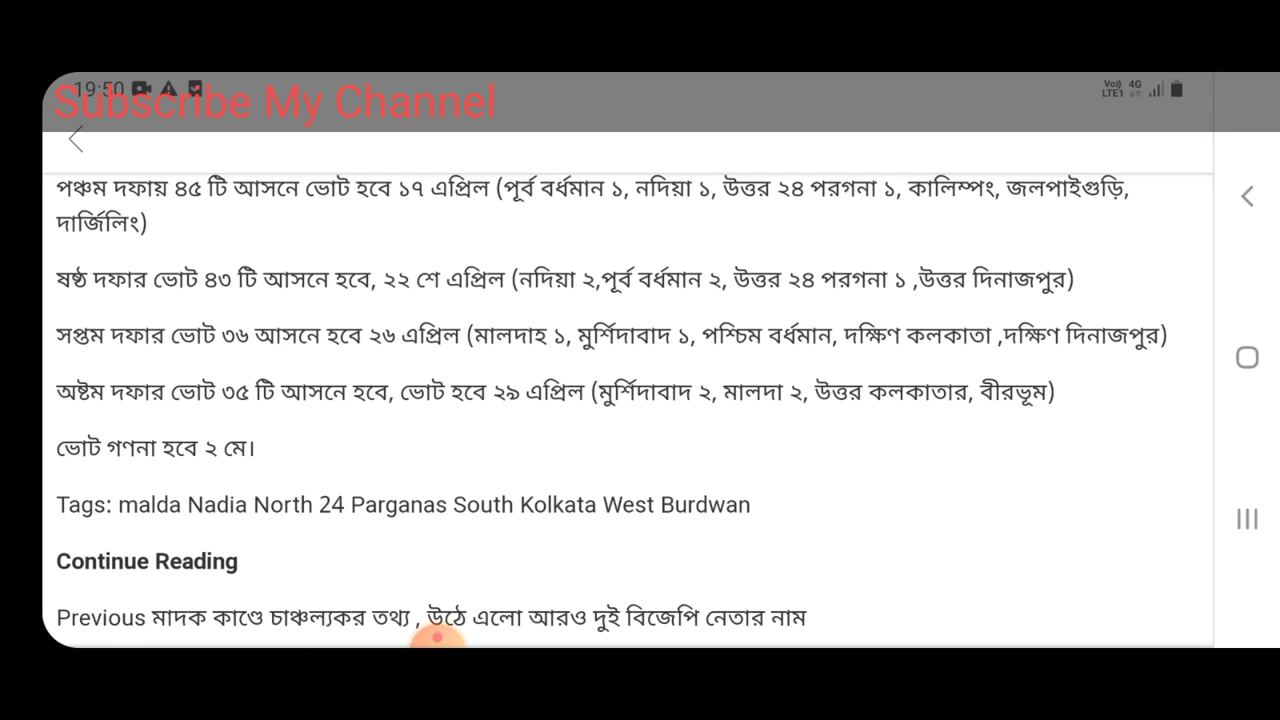 19:50
Vo) 4G
LTE1
Subscribe My Channel
পঞ্চম দফায় ৪৫ টি আসনে ভোট হবে ১৭ এপ্রিল (পূর্ব বর্ধমান ১, নদিয়া ১, উত্তর ২৪ পরগনা ১, কালিম্পং, জলপাইগুড়ি,
দার্জিলিং)
ষষ্ঠ দফার ভোট ৪৩ টি আসনে হবে, ২২ শে এপ্রিল (নদিয়া ২,পূর্ব বর্ধমান ২, উত্তর ২৪ পরগনা ১ ,উত্তর দিনাজপুর)
সপ্তম দফার ভোট ৩৬ আসনে হবে ২৬ এপ্রিল (মালদাহ ১, মুর্শিদাবাদ ১, পশ্চিম বর্ধমান, দক্ষিণ কলকাতা ,দক্ষিণ দিনাজপুর)
অষ্টম দফার ভোট ৩৫ টি আসনে হবে, ভোট হবে ২৯ এপ্রিল (মুর্শিদাবাদ ২, মালদা ২, উত্তর কলকাতার, বীরভূম)
ভোট গণনা হবে ২ মে।
Tags: malda Nadia North 24 Parganas South Kolkata West Burdwan
Continue Reading
Previous মাদক কাণ্ডে চাঞ্চল্যকর তথ্য , উঠে এলো আরও দুই বিজেপি নেতার নাম